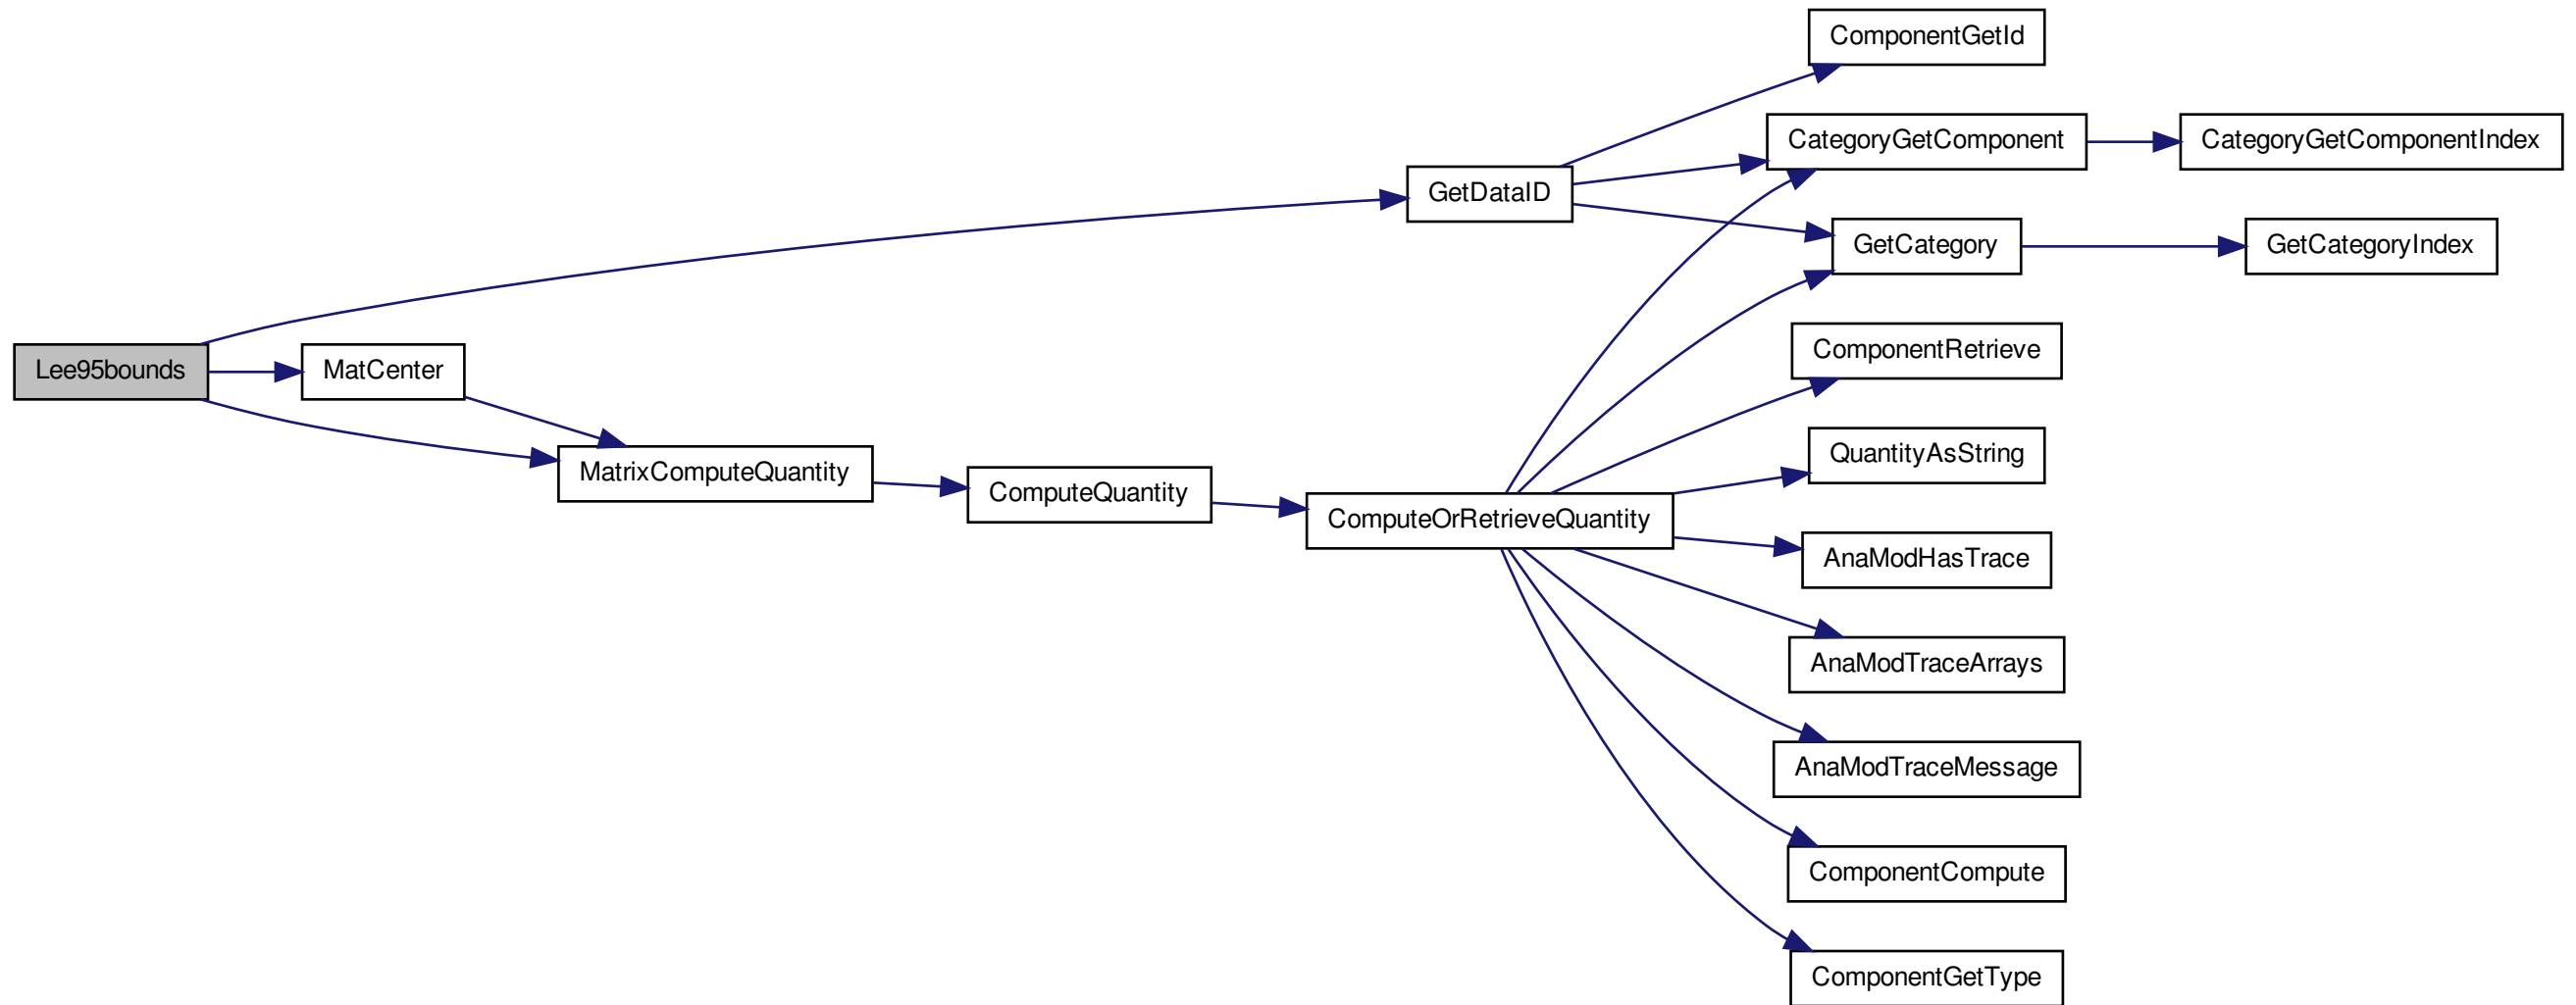 ComponentGetId
CategoryGetComponent
CategoryGetComponentIndex
GetDataID
GetCategory
GetCategoryIndex
ComponentRetrieve
Lee95bounds
MatCenter
QuantityAsString
MatrixComputeQuantity
ComputeQuantity
ComputeOrRetrieveQuantity
AnaModHasTrace
AnaModTraceArrays
AnaModTraceMessage
ComponentCompute
ComponentGetType